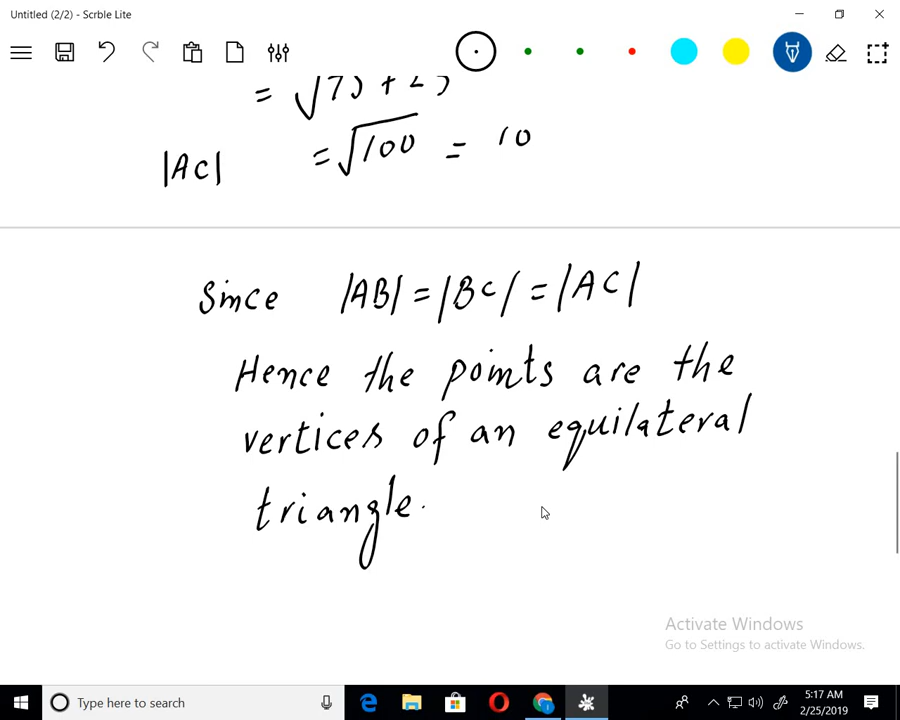 Untitled (2/2) - Scrble Lite
= √75 + 25
|AC| = √100 = 10
Since |AB| = |BC| = |AC|
Hence the points are the
vertices of an equilateral
triangle.
Activate Windows
Go to Settings to activate Windows.
Type here to search
5:17 AM
2/25/2019